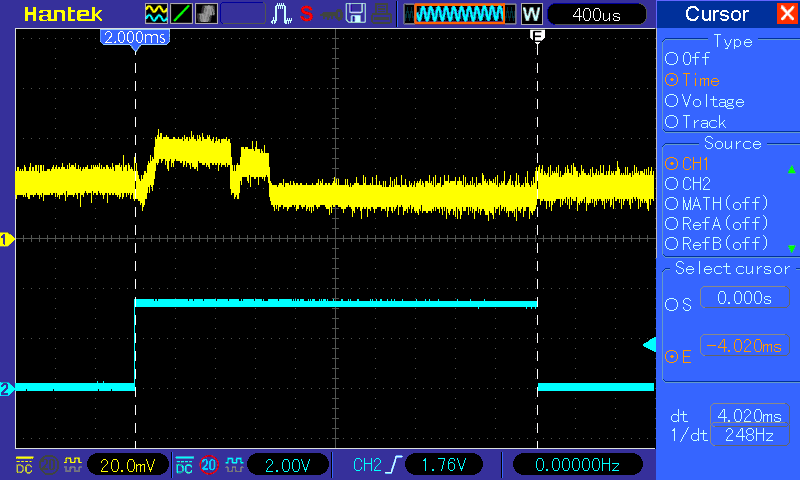 Hantek
S
W
400us
Cursor
2.000ms
E
Type
Off
Time
Voltage
Track
Source
CH1
CH2
MATH(off)
RefA(off)
RefB(off)
Select cursor
S 0.000s
E -4.020ms
dt 4.020ms
1/dt 248Hz
1
2
DC 20 20.0mV DC 20 2.00V CH2 1.76V 0.00000Hz